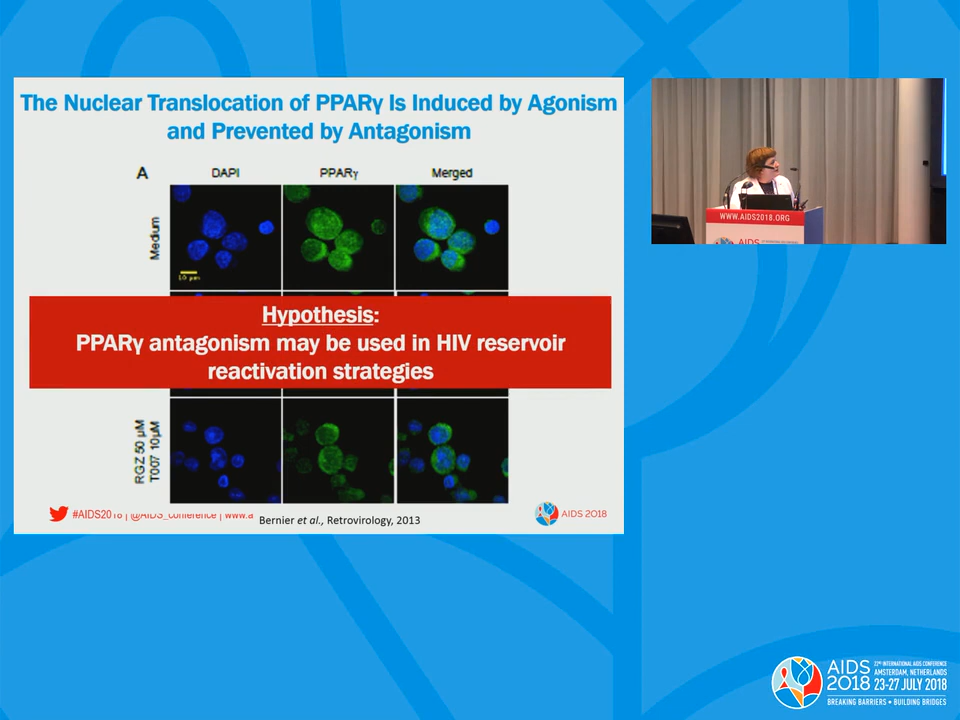 The Nuclear Translocation of PPARγ Is Induced by Agonism
and Prevented by Antagonism
A
DAPI
PPARγ
Merged
Medium
10 µm
Hypothesis:
PPARγ antagonism may be used in HIV reservoir
reactivation strategies
RGZ 50 µM
T007 10µM
#AIDS2018 | @AIDS_conference | www.a
Bernier et al., Retrovirology, 2013
AIDS 2018
WWW.AIDS2018.ORG
AIDS
AIDS
2018
22ND INTERNATIONAL AIDS CONFERENCE
AMSTERDAM, NETHERLANDS
23-27 JULY 2018
BREAKING BARRIERS • BUILDING BRIDGES